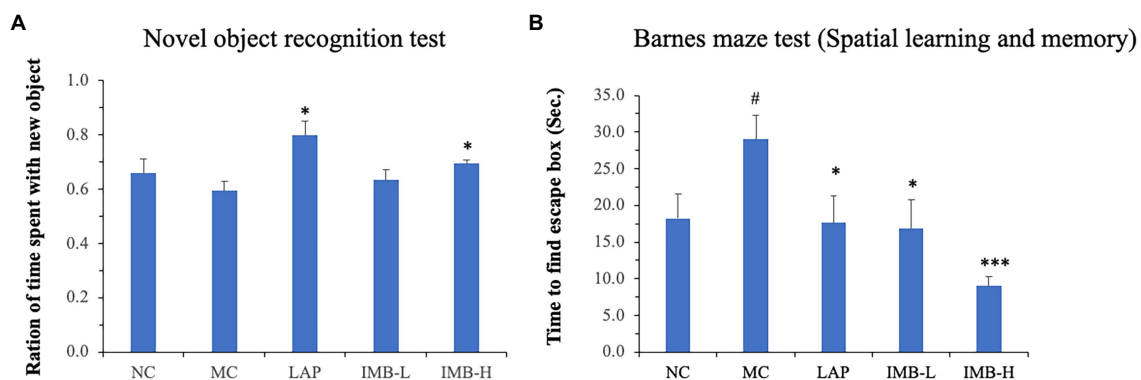 A
Novel object recognition test
Ration of time spent with new object
1.0
0.8
0.6
0.4
0.2
0.0
*
*
NC MC LAP IMB-L IMB-H
B
Barnes maze test (Spatial learning and memory)
Time to find escape box (Sec.)
35.0
30.0
25.0
20.0
15.0
10.0
5.0
0.0
#
*
*
***
NC MC LAP IMB-L IMB-H